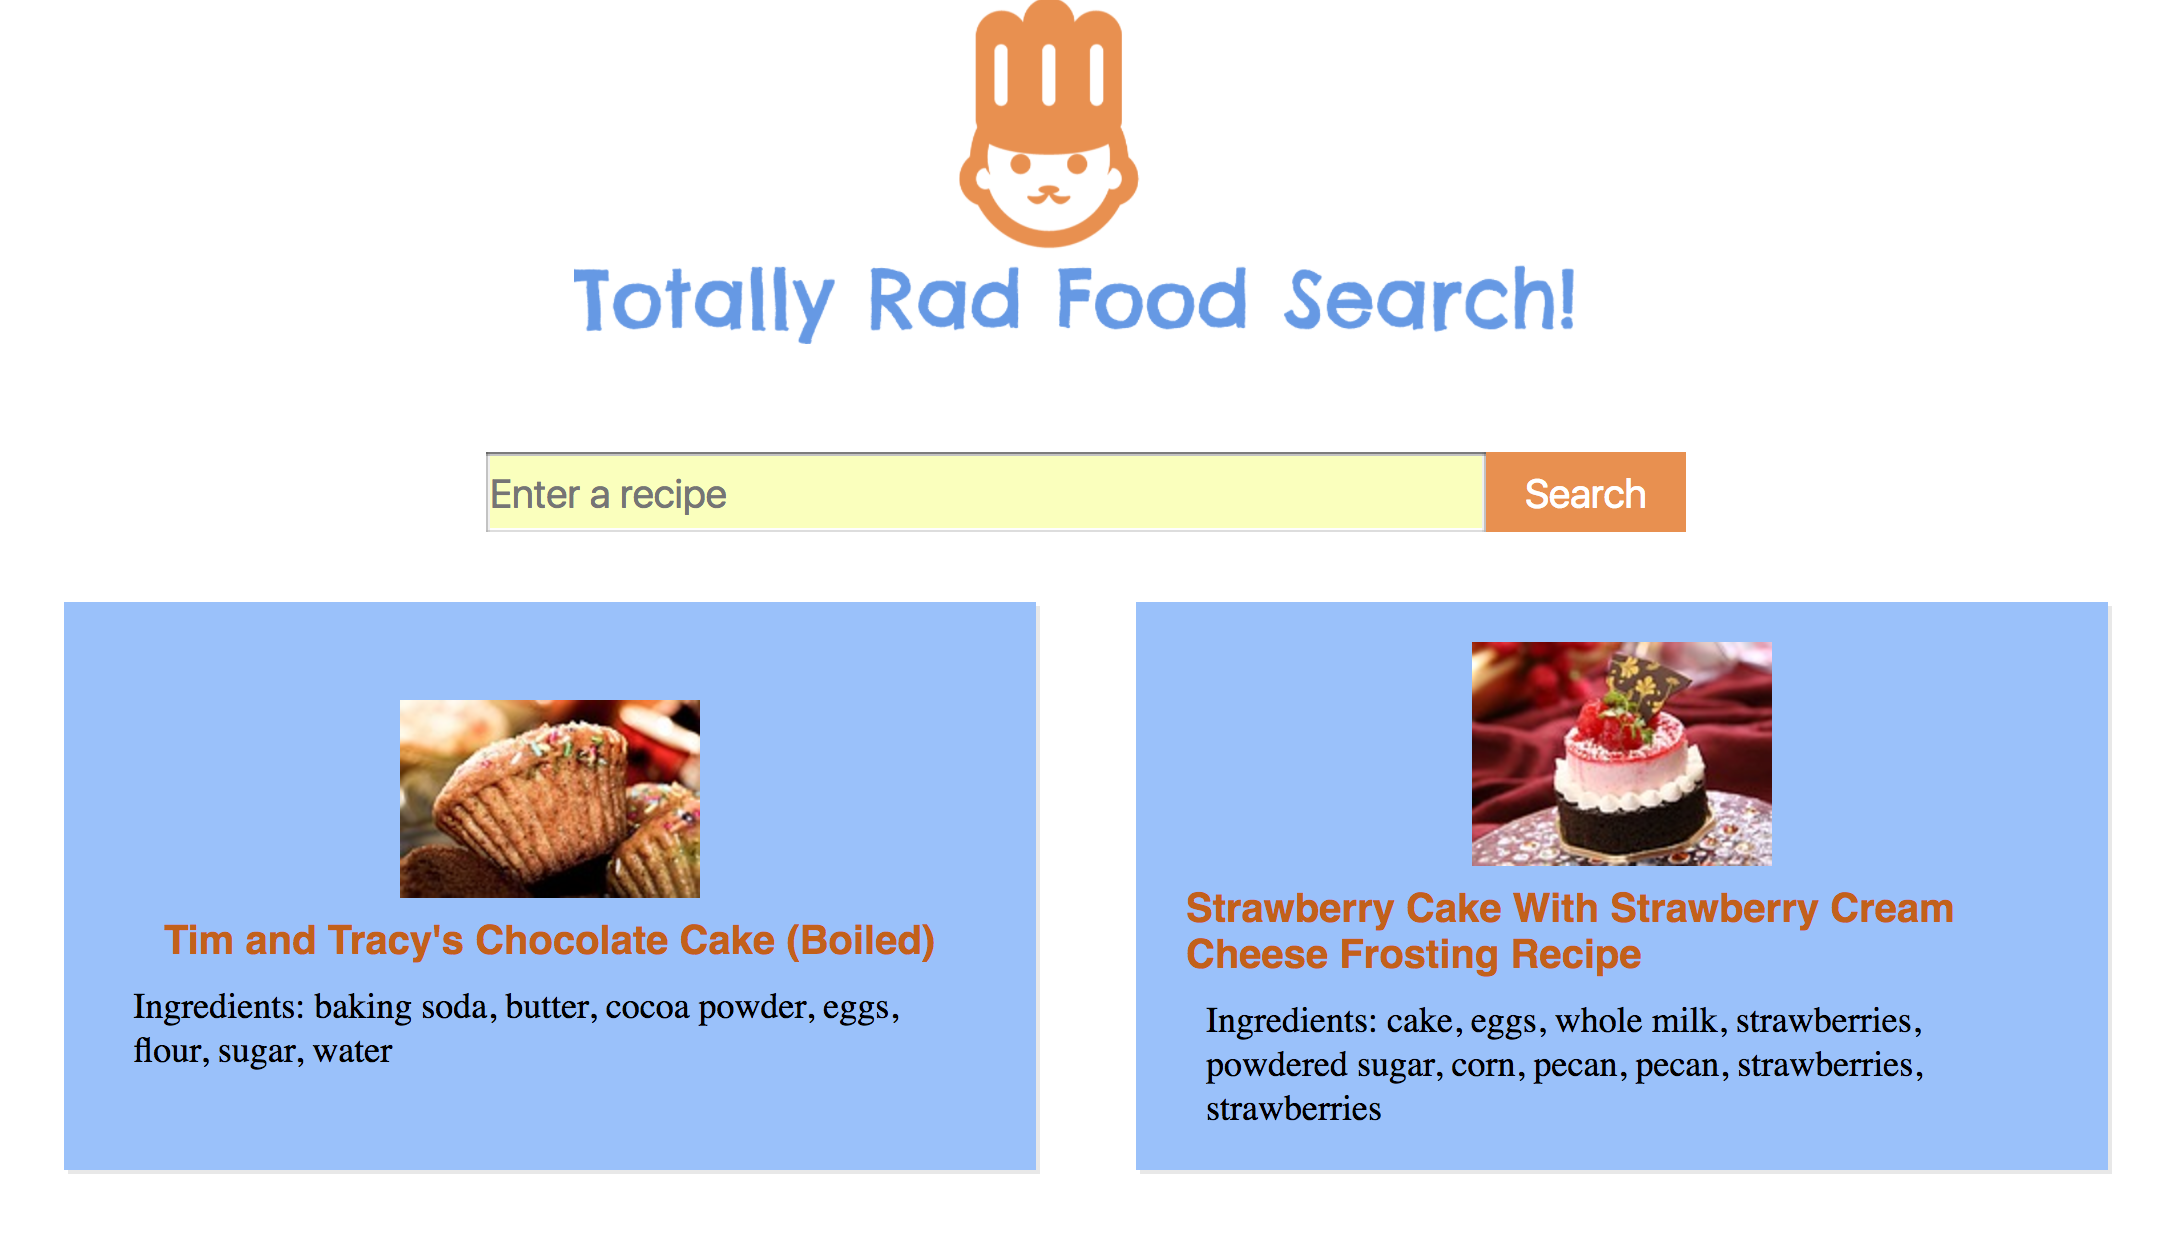 Totally Rad Food Search!
Enter a recipe
Search
Tim and Tracy's Chocolate Cake (Boiled)
Ingredients: baking soda, butter, cocoa powder, eggs,
flour, sugar, water
Strawberry Cake With Strawberry Cream
Cheese Frosting Recipe
Ingredients: cake, eggs, whole milk, strawberries,
powdered sugar, corn, pecan, pecan, strawberries,
strawberries